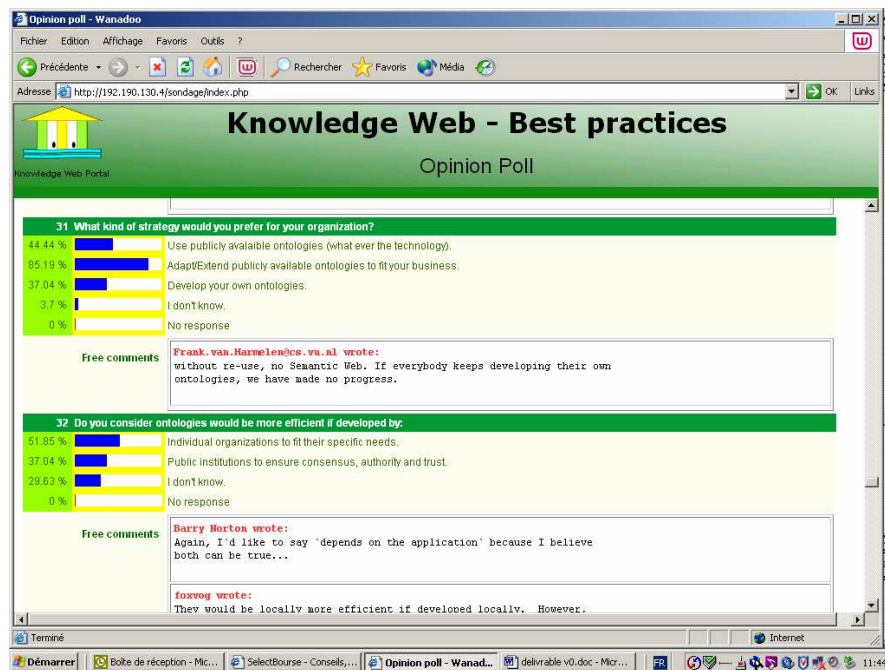 Opinion poll - Wanadoo
Fichier Edition Affichage Favoris Outils ?
Précédente Rechercher Favoris Média
Adresse http://192.190.130.4/sondage/index.php OK Links
Knowledge Web - Best practices
Opinion Poll
Knowledge Web Portal
31 What kind of strategy would you prefer for your organization?
44.44 % Use publicly avalaible ontologies (what ever the technology).
85.19 % Adapt/Extend publicly available ontologies to fit your business.
37.04 % Develop your own ontologies.
3.7 % I don't know.
0 % No response
Free comments
Frank.van.Harmelen@cs.vu.nl wrote:
without re-use, no Semantic Web. If everybody keeps developing their own
ontologies, we have made no progress.
32 Do you consider ontologies would be more efficient if developed by:
51.85 % Individual organizations to fit their specific needs.
37.04 % Public institutions to ensure consensus, authority and trust.
29.63 % I don't know.
0 % No response
Free comments
Barry Norton wrote:
Again, I'd like to say `depends on the application` because I believe
both can be true...
foxvog wrote:
They would be locally more efficient if developed locally. However,
Terminé Internet
Démarrer Boîte de réception - Mic... SelectBourse - Conseils,... Opinion poll - Wanad... delivrable v0.doc - Micr... FR 11:44